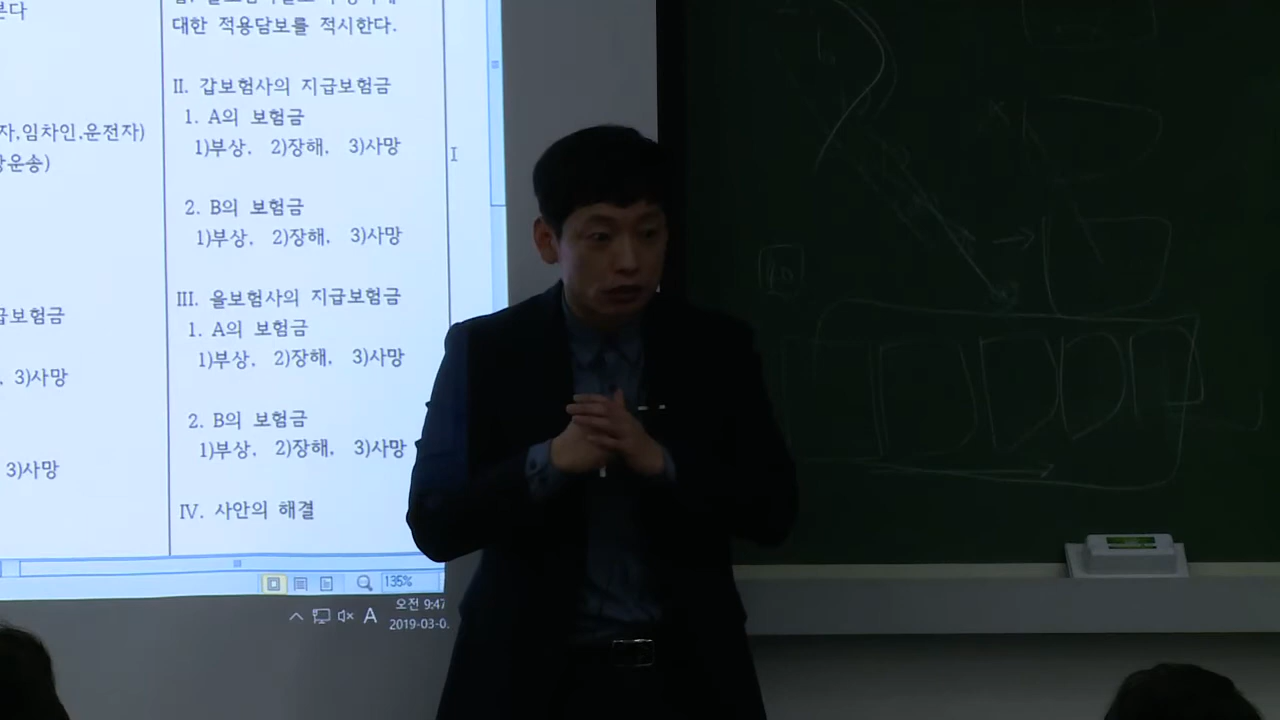 본다
자,임차인,운전자)
상운송)
급보험금
, 3)사망
3)사망
대한 적용담보를 적시한다.
II. 갑보험사의 지급보험금
1. A의 보험금
1)부상, 2)장해, 3)사망
2. B의 보험금
1)부상, 2)장해, 3)사망
III. 을보험사의 지급보험금
1. A의 보험금
1)부상, 2)장해, 3)사망
2. B의 보험금
1)부상, 2)장해, 3)사망
IV. 사안의 해결
135%
A
오전 9:47
2019-03-0